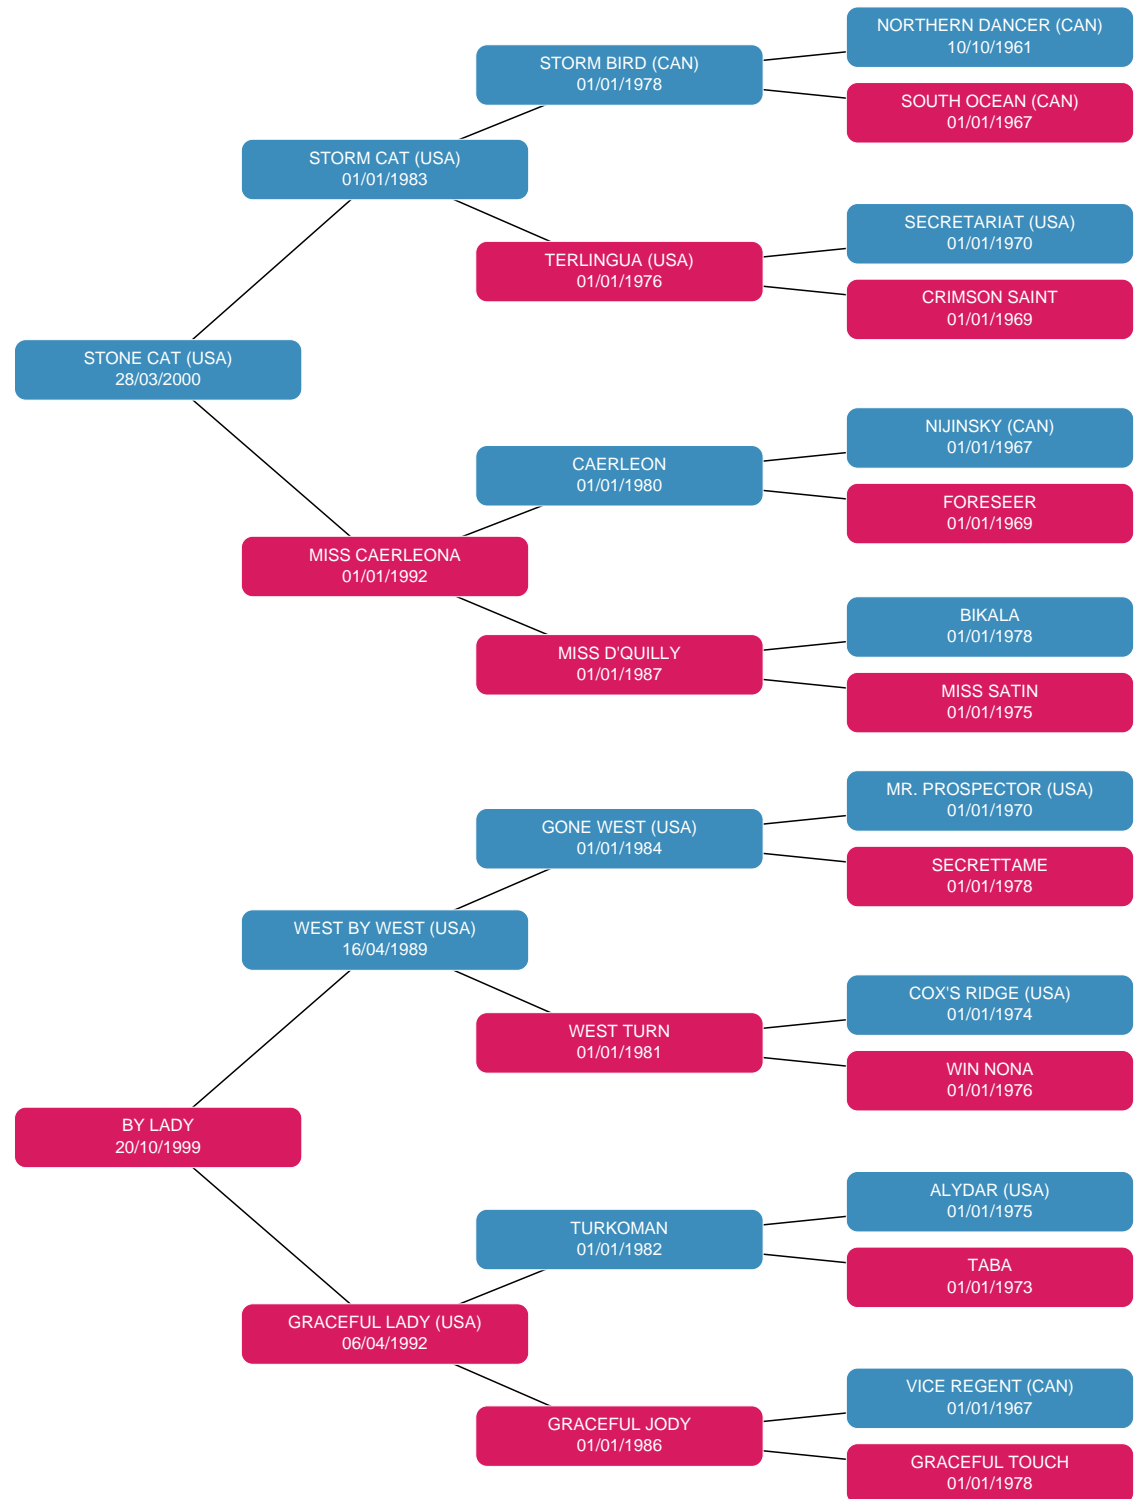 NORTHERN DANCER (CAN)
10/10/1961
STORM BIRD (CAN)
01/01/1978
SOUTH OCEAN (CAN)
01/01/1967
STORM CAT (USA)
01/01/1983
SECRETARIAT (USA)
01/01/1970
TERLINGUA (USA)
01/01/1976
CRIMSON SAINT
01/01/1969
STONE CAT (USA)
28/03/2000
NIJINSKY (CAN)
01/01/1967
CAERLEON
01/01/1980
FORESEER
01/01/1969
MISS CAERLEONA
01/01/1992
BIKALA
01/01/1978
MISS D'QUILLY
01/01/1987
MISS SATIN
01/01/1975
MR. PROSPECTOR (USA)
01/01/1970
GONE WEST (USA)
01/01/1984
SECRETTAME
01/01/1978
WEST BY WEST (USA)
16/04/1989
COX'S RIDGE (USA)
01/01/1974
WEST TURN
01/01/1981
WIN NONA
01/01/1976
BY LADY
20/10/1999
ALYDAR (USA)
01/01/1975
TURKOMAN
01/01/1982
TABA
01/01/1973
GRACEFUL LADY (USA)
06/04/1992
VICE REGENT (CAN)
01/01/1967
GRACEFUL JODY
01/01/1986
GRACEFUL TOUCH
01/01/1978